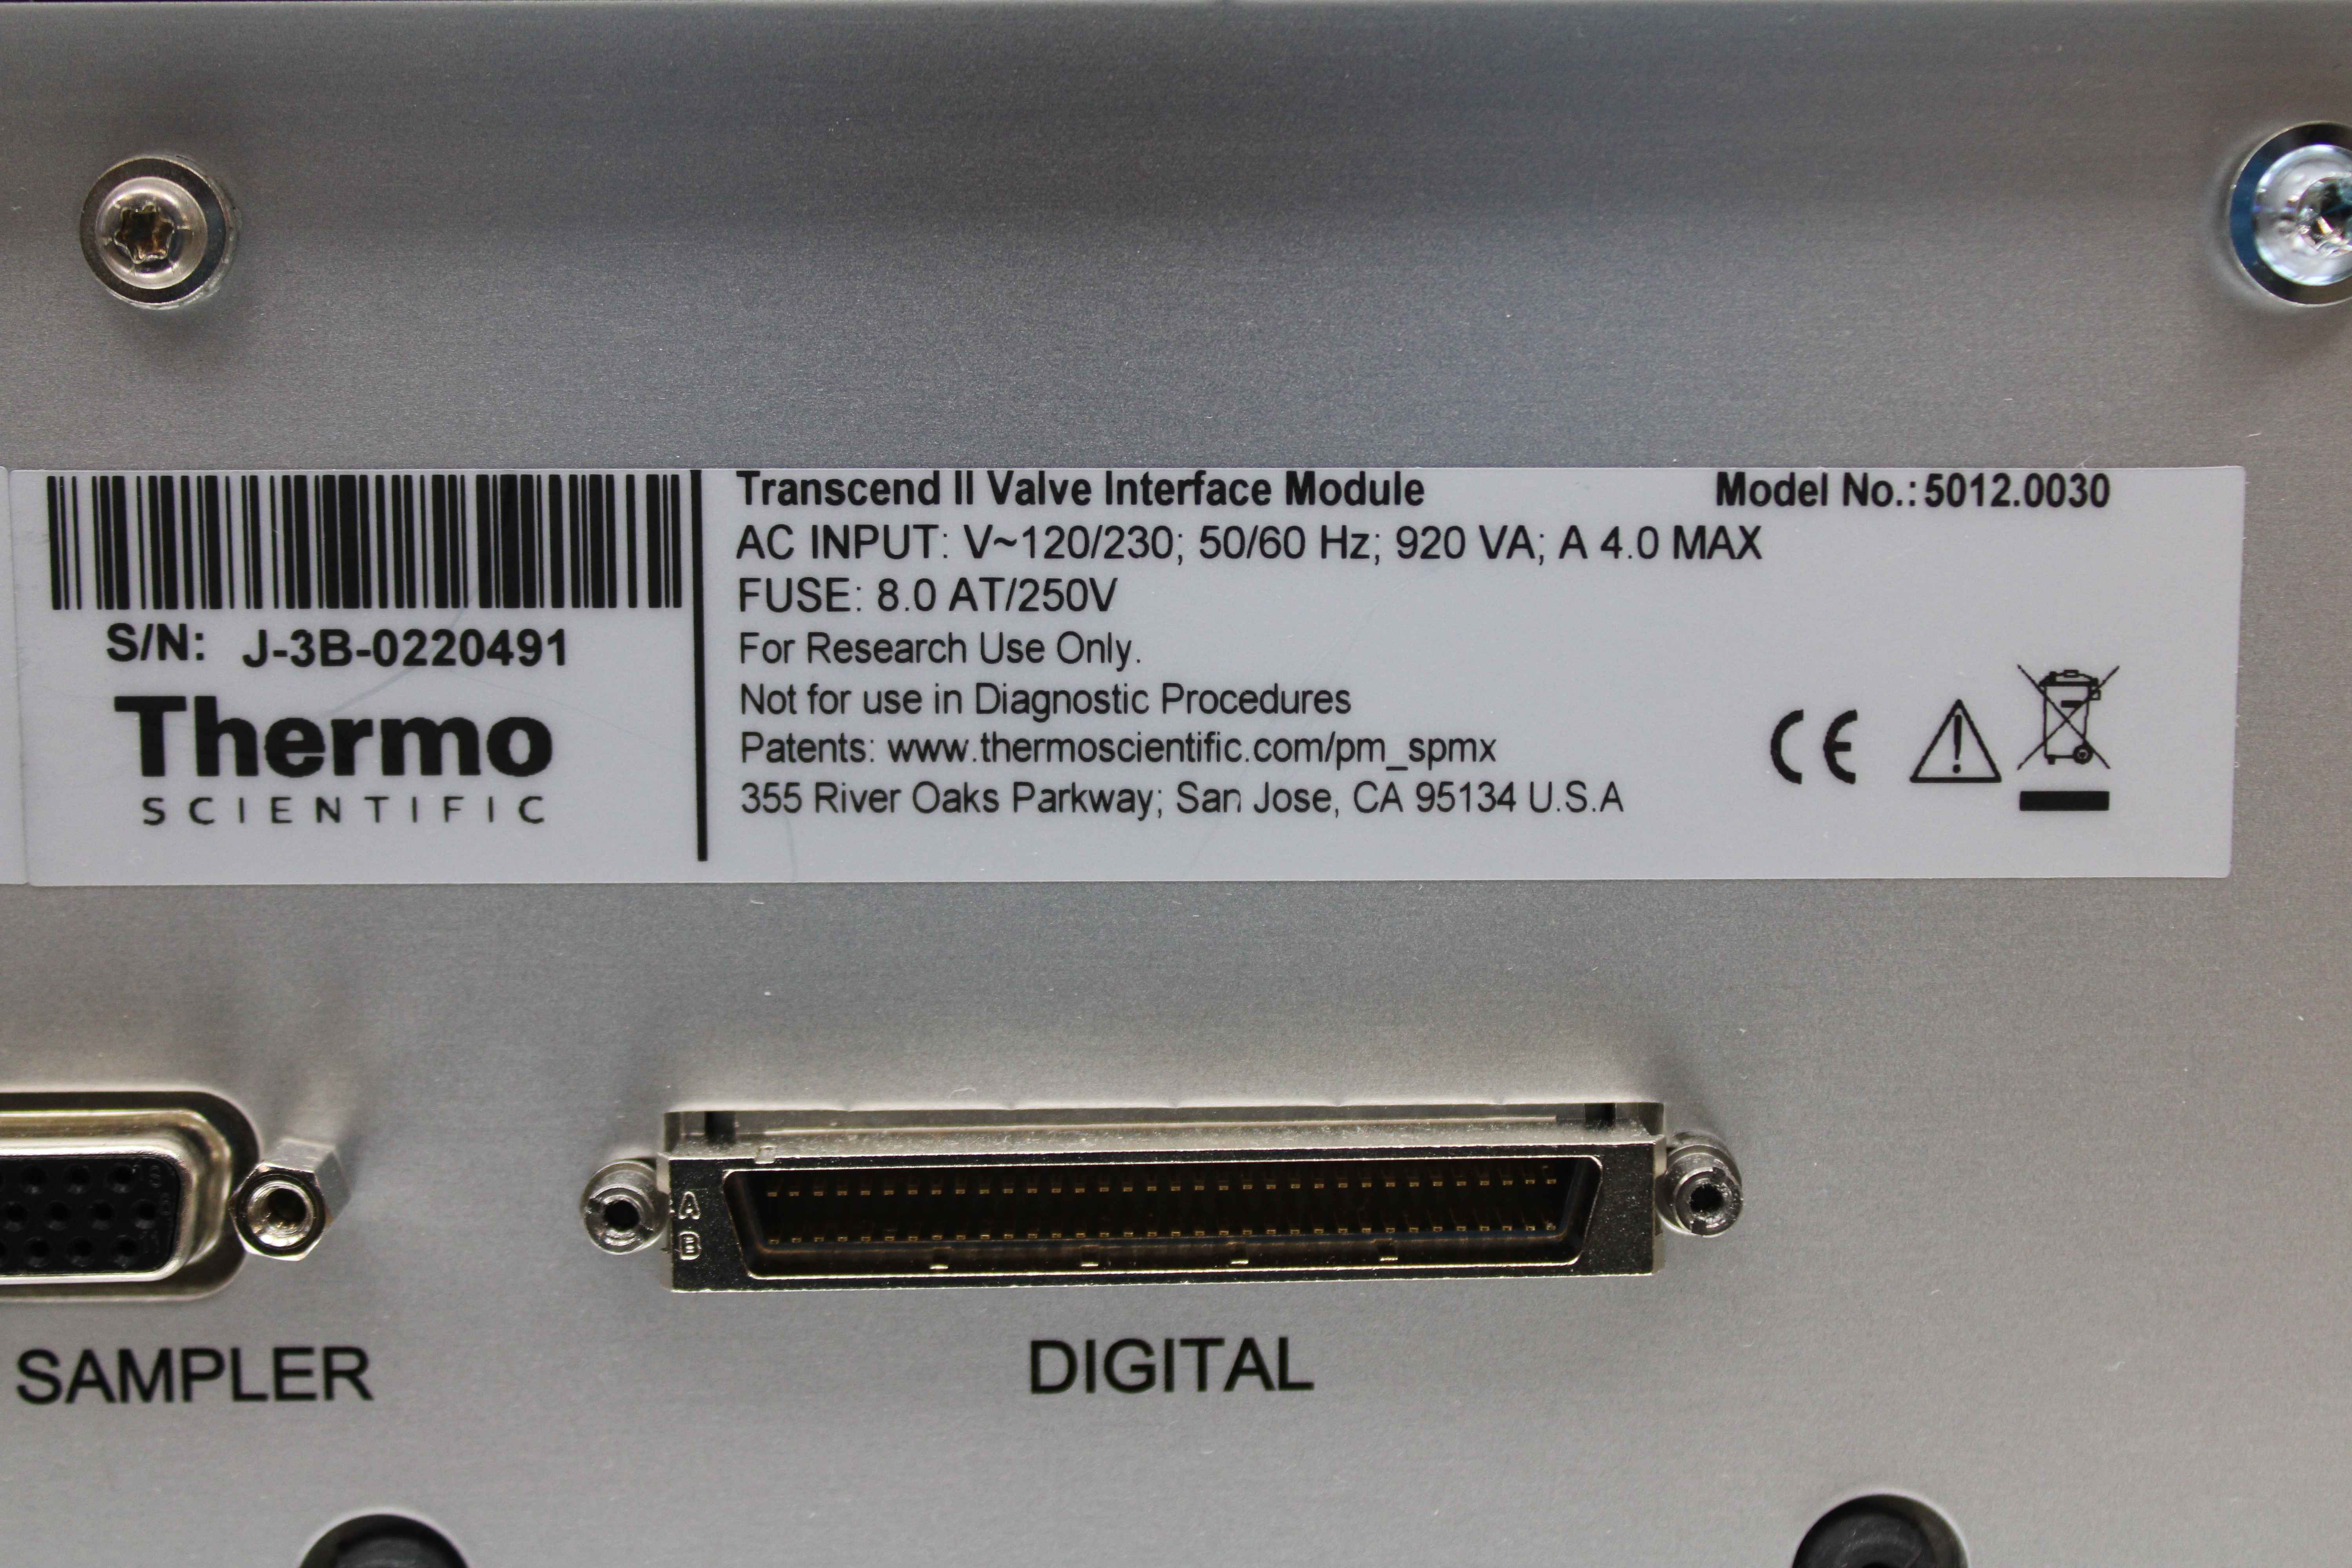 Transcend II Valve Interface Module Model No.: 5012.0030
AC INPUT: V~120/230; 50/60 Hz; 920 VA; A 4.0 MAX
FUSE: 8.0 AT/250V
For Research Use Only.
Not for use in Diagnostic Procedures
Patents: www.thermoscientific.com/pm_spmx
355 River Oaks Parkway; San Jose, CA 95134 U.S.A
S/N: J-3B-0220491
Thermo
SCIENTIFIC
CE
A
B
SAMPLER
DIGITAL